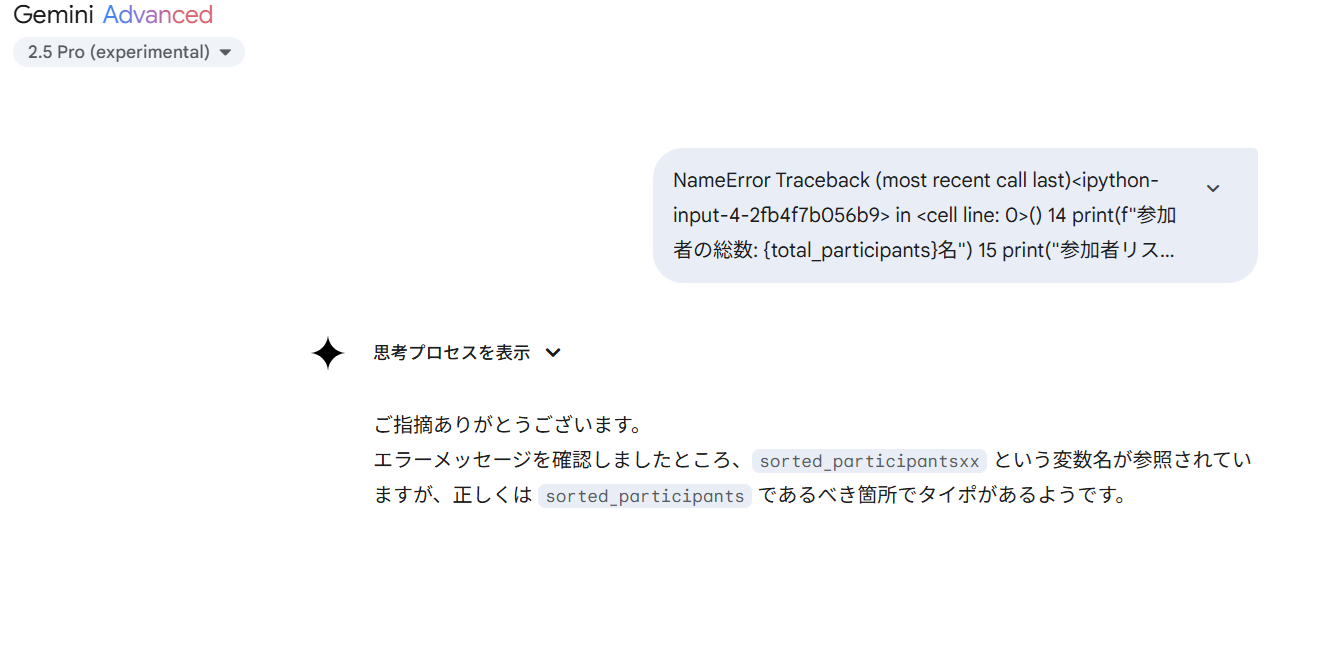 Gemini Advanced
2.5 Pro (experimental)
NameError Traceback (most recent call last)<ipython-
input-4-2fb4f7b056b9> in <cell line: 0>() 14 print(f"参加
者の総数: {total_participants}名") 15 print("参加者リス...
思考プロセスを表示
ご指摘ありがとうございます。
エラーメッセージを確認しましたところ、 sorted_participantsxx という変数名が参照されてい
ますが、正しくは sorted_participants であるべき箇所でタイポがあるようです。